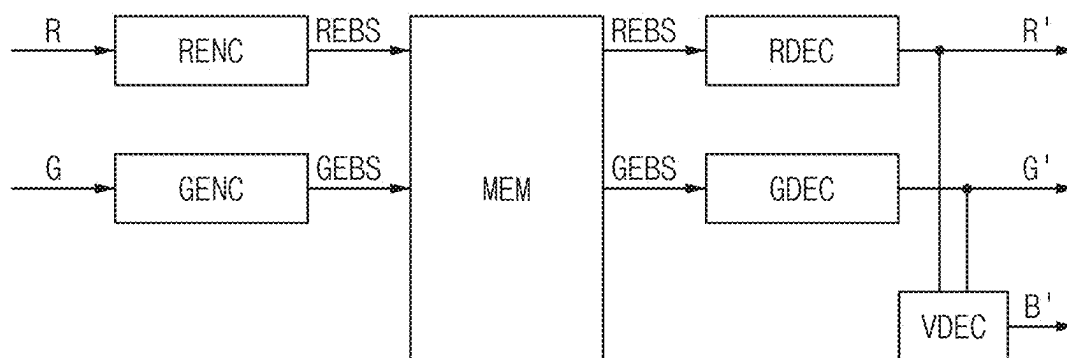 R RENC REBS REBS RDEC R'
G GENC GEBS MEM GEBS GDEC G'
VDEC B'